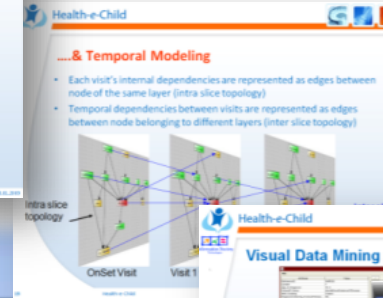 Health-e-Child
....& Temporal Modeling
• Each visit's internal dependencies are represented as edges between
node of the same layer (intra slice topology)
• Temporal dependencies between visits are represented as edges
between node belonging to different layers (inter slice topology)
Intra slice
topology
OnSet Visit
Visit 1
Health-e-Child
Health-e-Child
Visual Data Mining